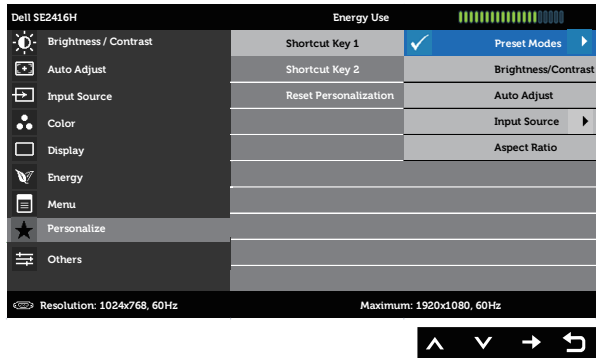 Dell SE2416H
Energy Use
Brightness / Contrast
Shortcut Key 1
Preset Modes
Auto Adjust
Shortcut Key 2
Brightness/Contrast
Input Source
Reset Personalization
Auto Adjust
Color
Input Source
Display
Aspect Ratio
Energy
Menu
Personalize
Others
Resolution: 1024x768, 60Hz
Maximum: 1920x1080, 60Hz